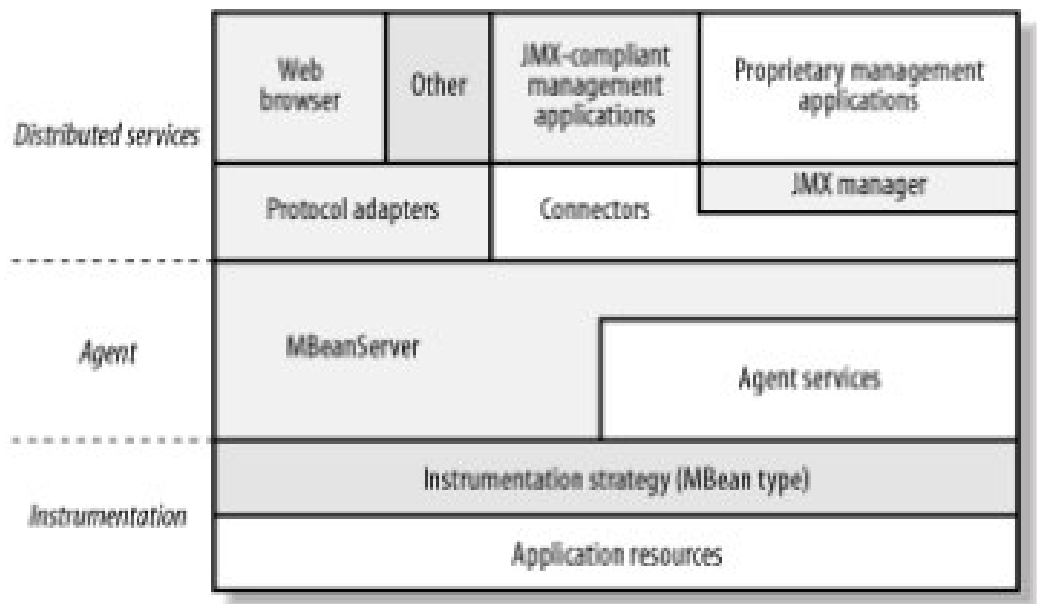 Web
browser
Other
JMX-compliant
management
applications
Proprietary management
applications
Distributed services
Protocol adapters
Connectors
JMX manager
Agent
MBeanServer
Agent services
Instrumentation strategy (MBean type)
Instrumentation
Application resources